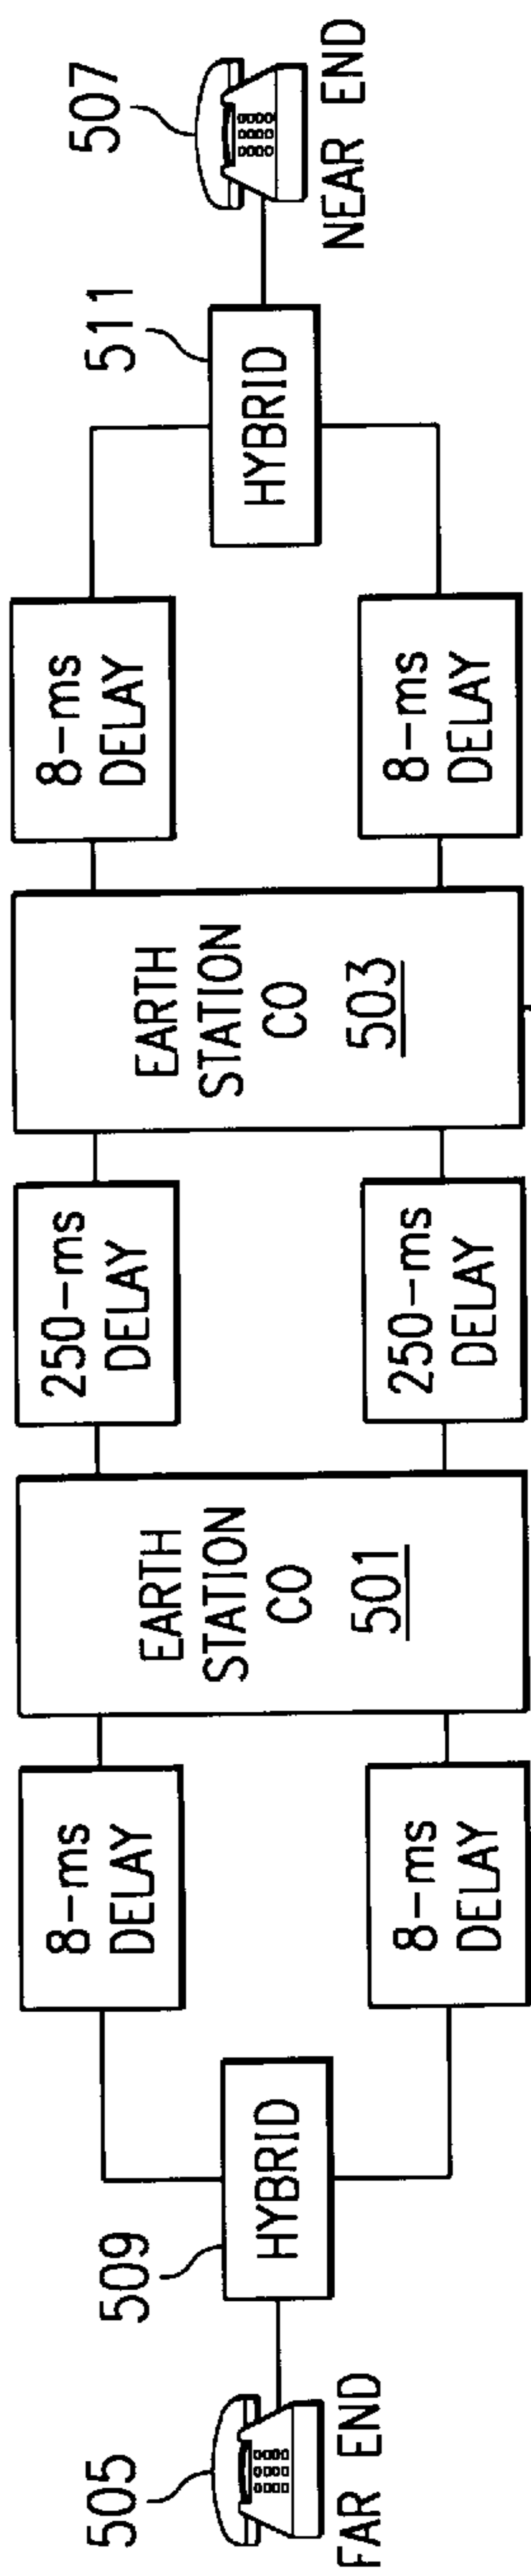 505
FAR END
509
HYBRID
8-ms
DELAY
8-ms
DELAY
EARTH
STATION
CO
501
250-ms
DELAY
250-ms
DELAY
EARTH
STATION
CO
503
8-ms
DELAY
8-ms
DELAY
511
HYBRID
507
NEAR END